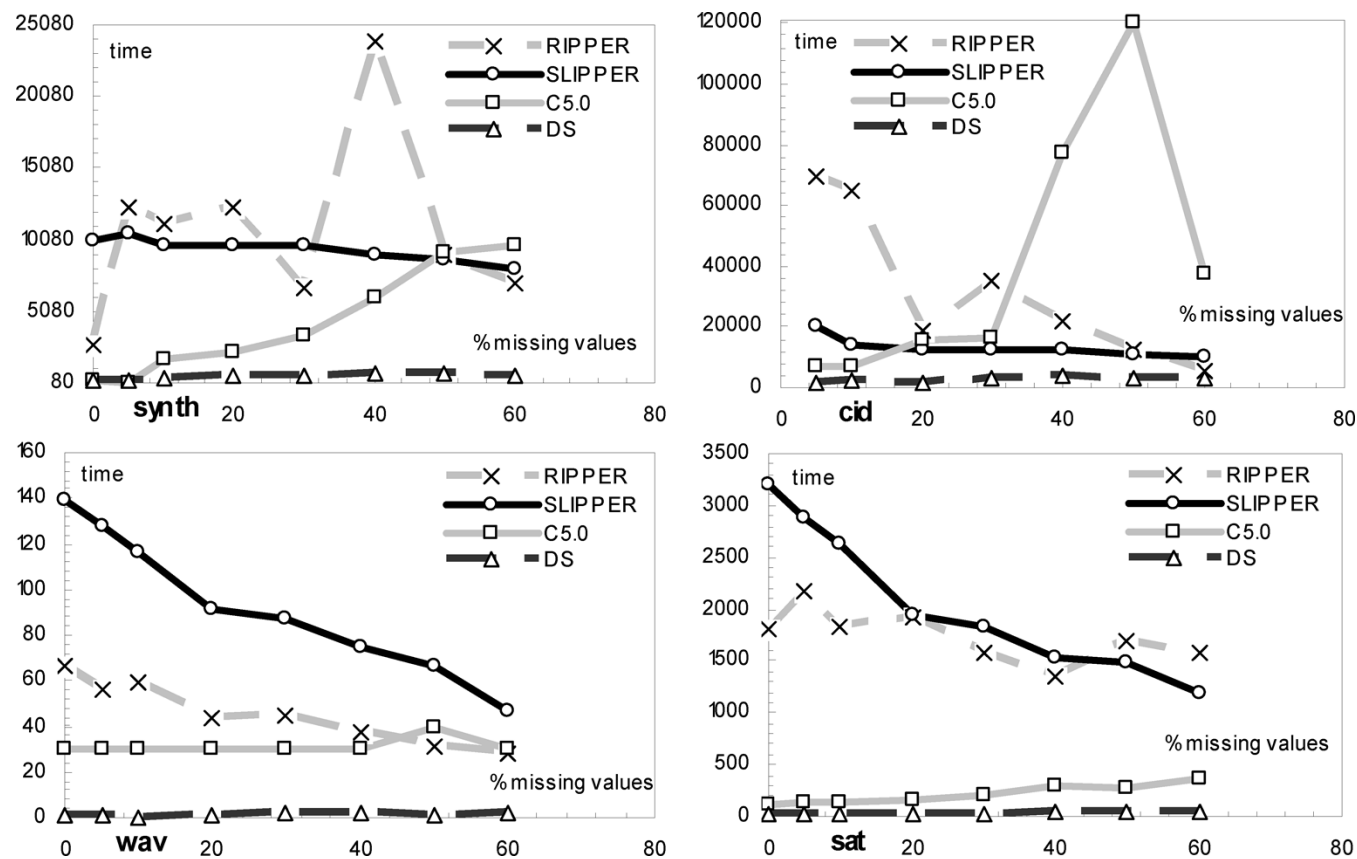 25080
20080
15080
10080
5080
80
time
RIPPER
SLIPPER
C5.0
DS
% missing values
0 20 40 60 80
synth
120000
100000
80000
60000
40000
20000
0
time
RIPPER
SLIPPER
C5.0
DS
% missing values
0 20 40 60 80
cid
160
140
120
100
80
60
40
20
0
time
RIPPER
SLIPPER
C5.0
DS
% missing values
0 20 40 60 80
wav
3500
3000
2500
2000
1500
1000
500
0
time
RIPPER
SLIPPER
C5.0
DS
% missing values
0 20 40 60 80
sat